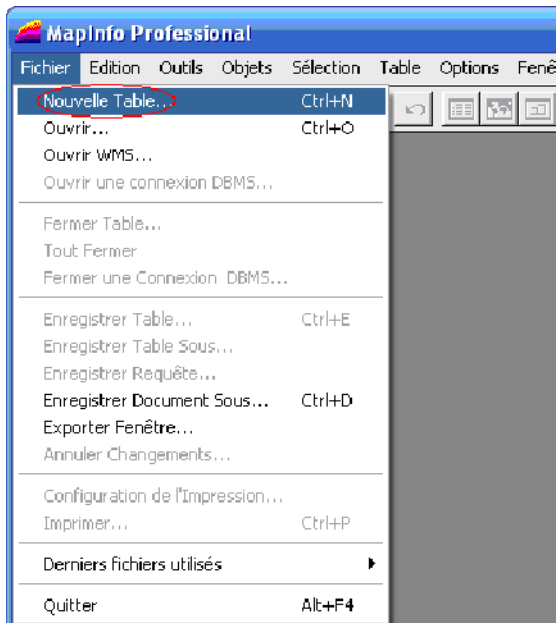 MapInfo Professional
Fichier Edition Outils Objets Sélection Table Options Fenê
Nouvelle Table... Ctrl+N
Ouvrir... Ctrl+O
Ouvrir WMS...
Ouvrir une connexion DBMS...
Fermer Table...
Tout Fermer
Fermer une Connexion DBMS...
Enregistrer Table... Ctrl+E
Enregistrer Table Sous...
Enregistrer Requête...
Enregistrer Document Sous... Ctrl+D
Exporter Fenêtre...
Annuler Changements...
Configuration de l'Impression...
Imprimer... Ctrl+P
Derniers fichiers utilisés
Quitter Alt+F4